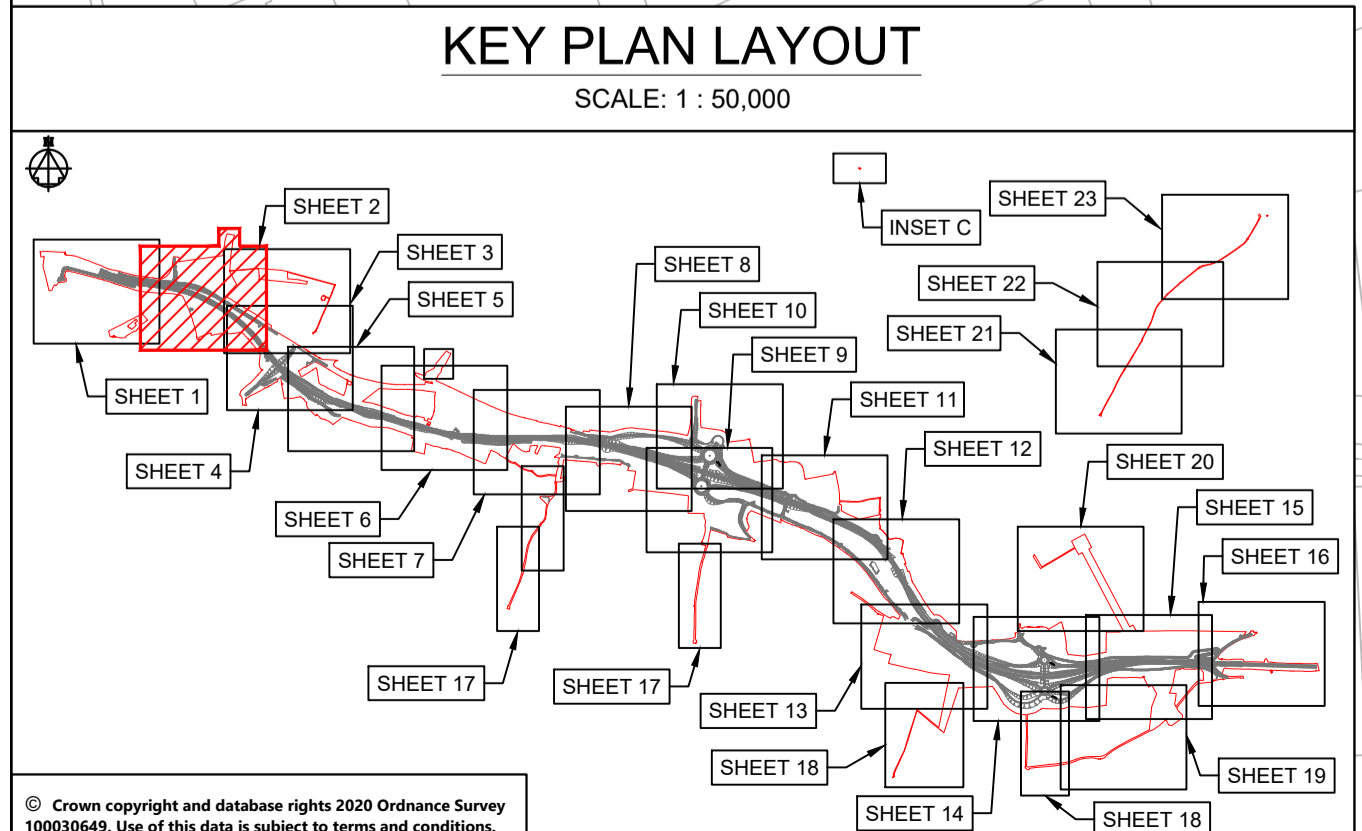 KEY PLAN LAYOUT
SCALE: 1 : 50,000
N
SHEET 2
SHEET 3
SHEET 5
SHEET 1
SHEET 4
SHEET 6
SHEET 7
SHEET 8
SHEET 10
SHEET 9
SHEET 11
SHEET 12
INSET C
SHEET 23
SHEET 22
SHEET 21
SHEET 20
SHEET 15
SHEET 16
SHEET 17
SHEET 17
SHEET 13
SHEET 18
SHEET 14
SHEET 18
SHEET 19
© Crown copyright and database rights 2020 Ordnance Survey
100030649. Use of this data is subject to terms and conditions.